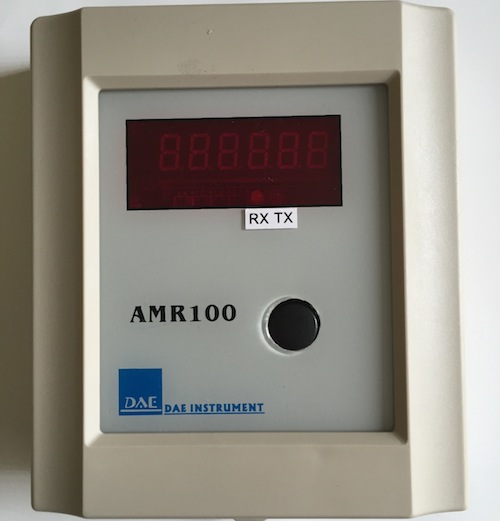 RX TX
AMR100
DAE
DAE INSTRUMENT